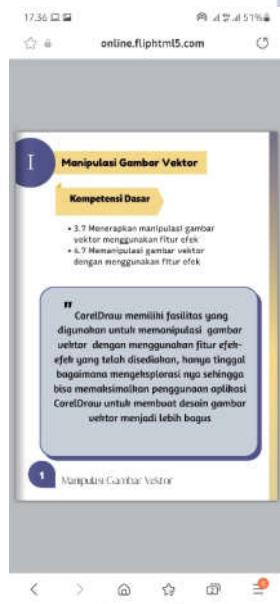 17.36
51%
online.fliphtml5.com
I
Manipulasi Gambar Vektor
Kompetensi Dasar
• 3.7 Menerapkan manipulasi gambar
vektor menggunakan fitur efek
• 4.7 Memanipulasi gambar vektor
dengan menggunakan fitur efek
"
CorelDraw memiliki fasilitas yang
digunakan untuk memanipulasi gambar
vektor dengan menggunakan fitur efek-
efek yang telah disediakan, hanya tinggal
bagaimana mengeksplorasi nya sehingga
bisa memaksimalkan penggunaan aplikasi
CorelDraw untuk membuat desain gambar
vektor menjadi lebih bagus
1
Manipulasi Gambar Vektor